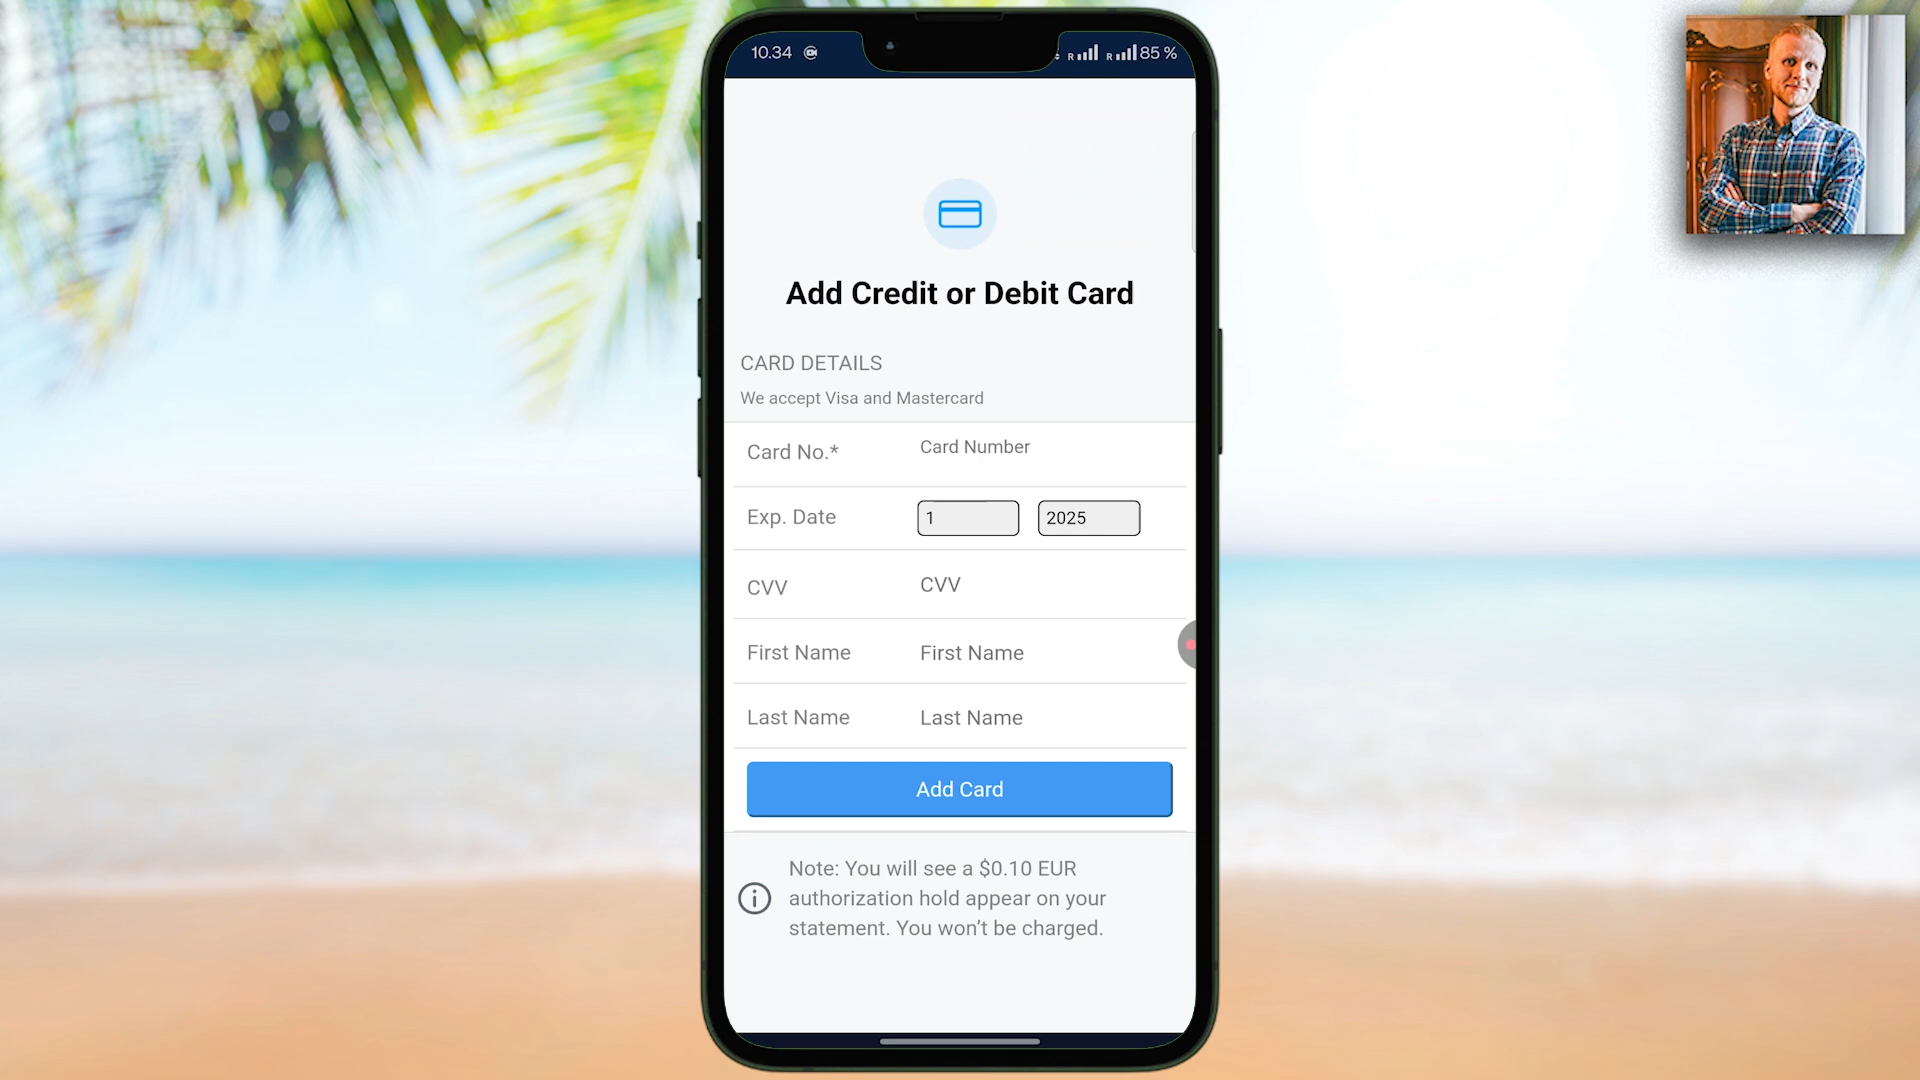 10.34
R R 85 %
Add Credit or Debit Card
CARD DETAILS
We accept Visa and Mastercard
Card No.* Card Number
Exp. Date 1 2025
CVV CVV
First Name First Name
Last Name Last Name
Add Card
Note: You will see a $0.10 EUR
authorization hold appear on your
statement. You won’t be charged.